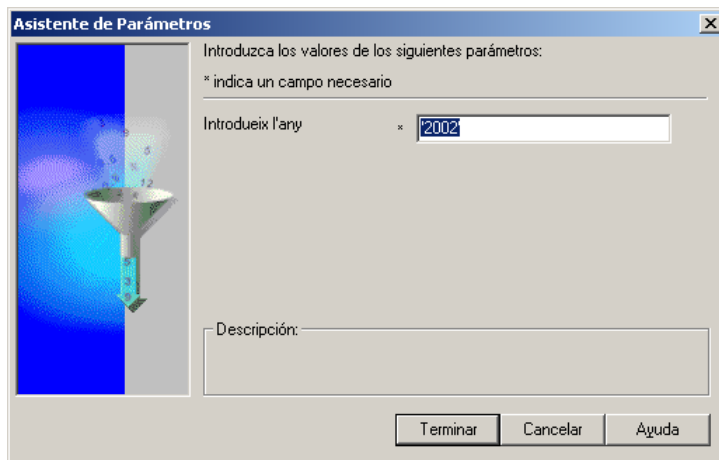 Asistente de Parámetros
Introduzca los valores de los siguientes parámetros:
* indica un campo necesario
Introdueix l'any * '2002'
Descripción:
Terminar Cancelar Ayuda